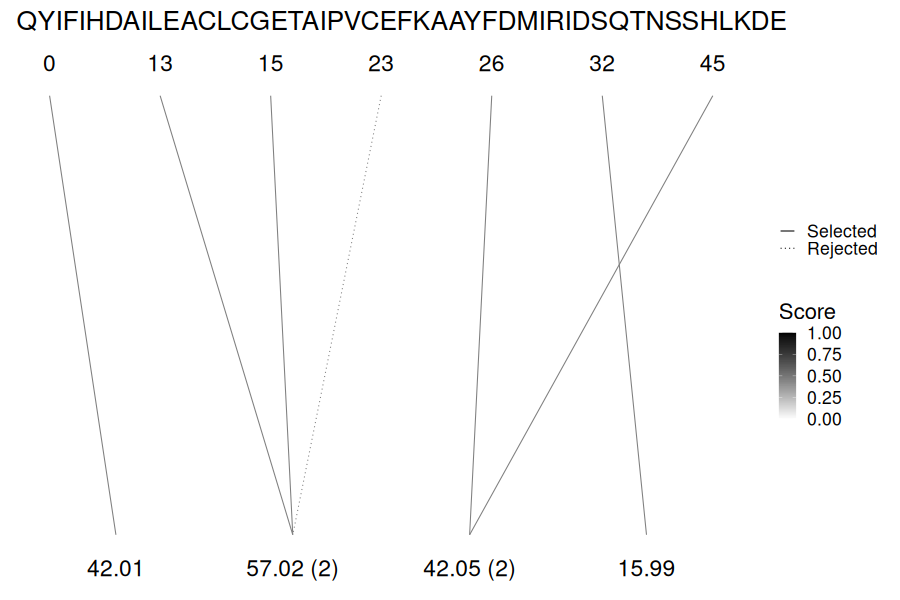 QYIFIHDAILEACLCGETAIPVCEFKAAYFDMIRIDSQTNSSHLKDE
0 13 15 23 26 32 45
Selected
Rejected
Score
1.00
0.75
0.50
0.25
0.00
42.01 57.02 (2) 42.05 (2) 15.99